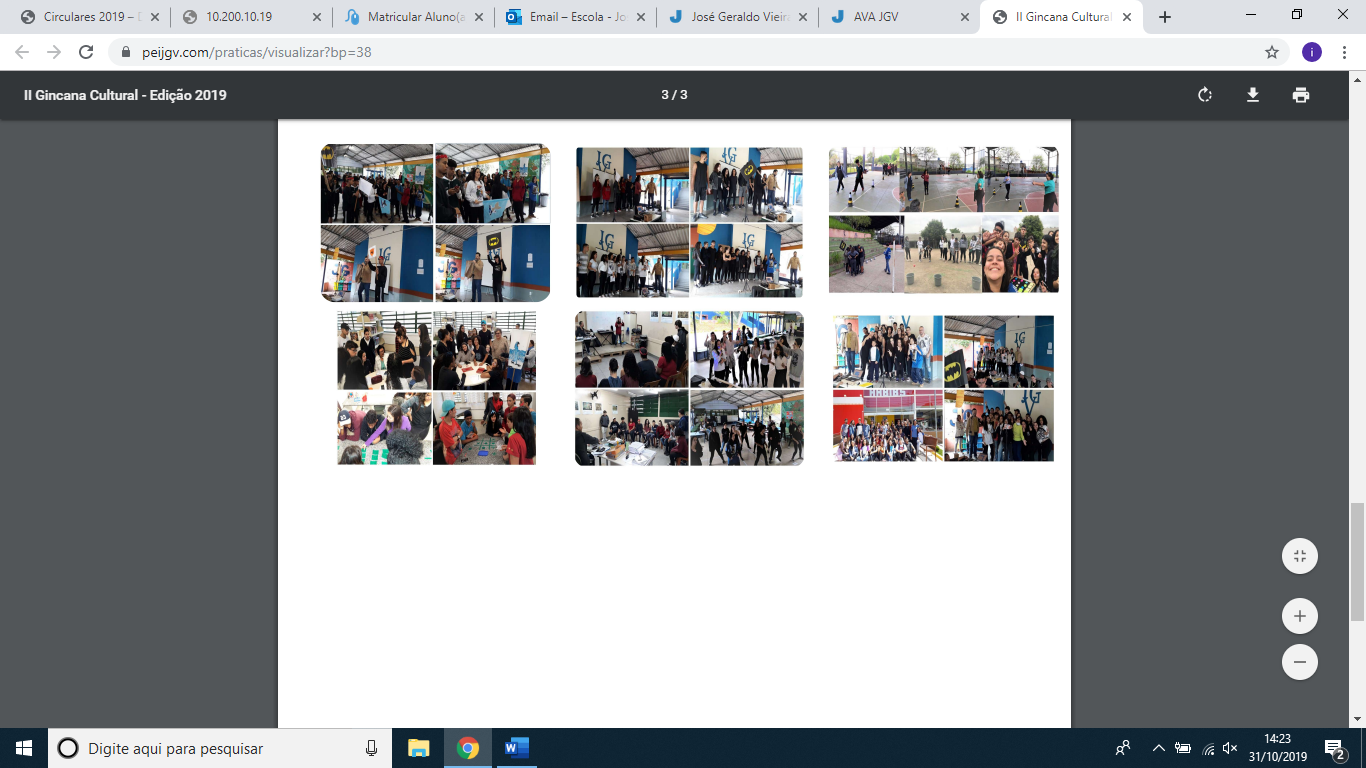 Circulares 2019 – D
10.200.10.19
Matricular Aluno(a
Email – Escola - Jo
José Geraldo Vieira
AVA JGV
II Gincana Cultural
peijgv.com/praticas/visualizar?bp=38
i
II Gincana Cultural - Edição 2019
3 / 3
HABIBS
Digite aqui para pesquisar
14:23
31/10/2019
2